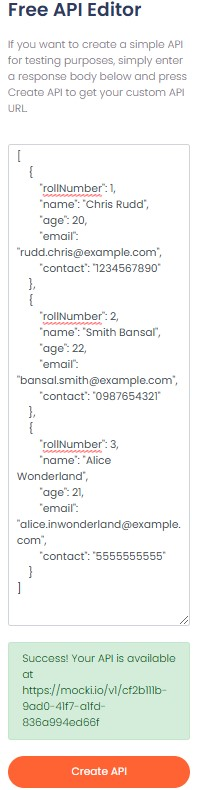 Free API Editor
If you want to create a simple API
for testing purposes, simply enter
a response body below and press
Create API to get your custom API
URL.
[
{
"rollNumber": 1,
"name": "Chris Rudd",
"age": 20,
"email":
"rudd.chris@example.com",
"contact": "1234567890"
},
{
"rollNumber": 2,
"name": "Smith Bansal",
"age": 22,
"email":
"bansal.smith@example.com",
"contact": "0987654321"
},
{
"rollNumber": 3,
"name": "Alice
Wonderland",
"age": 21,
"email":
"alice.inwonderland@example.
com",
"contact": "5555555555"
}
]
Success! Your API is available
at
https://mocki.io/v1/cf2b111b-
9ad0-41f7-a1fd-
836a994ed66f
Create API